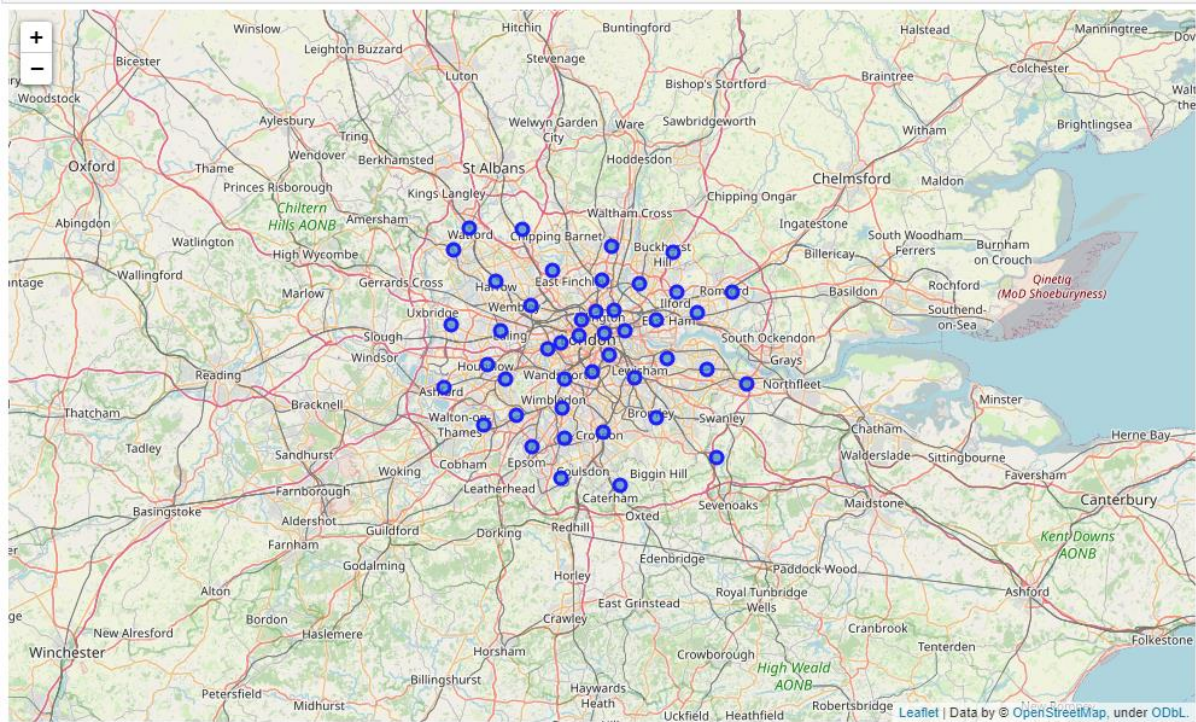 +
−
Winslow
Hitchin
Buntingford
Halstead
Manningtree
Leighton Buzzard
Stevenage
Bicester
Luton
Bishop's Stortford
Braintree
Colchester
Woodstock
Aylesbury
Tring
Welwyn Garden
City
Ware
Sawbridgeworth
Witham
Brightlingsea
Oxford
Thame
Wendover
Berkhamsted
St Albans
Hoddesdon
Chelmsford
Maldon
Princes Risborough
Kings Langley
Chipping Ongar
Abingdon
Chiltern
Hills AONB
Amersham
Waltham Cross
Ingatestone
South Woodham
Ferrers
Burnham
on Crouch
Watlington
High Wycombe
Watford
Chipping Barnet
Buckhurst
Hill
Billericay
Wallingford
Marlow
Gerrards Cross
Harrow
East Finchl
Romford
Basildon
Rochford
Qinetiq
(MoD Shoeburyness)
Uxbridge
Wembl
Ilford
Ham
Southend-
on-Sea
Slough
Windsor
South Ockendon
Grays
Reading
Lewisham
Northfleet
Thatcham
Bracknell
Wimbledon
Minster
Walton-on-
Thames
Swanley
Chatham
Herne Bay
Tadley
Sandhurst
Woking
Cobham
Epsom
Biggin Hill
Walderslade
Sittingbourne
Faversham
Farnborough
Leatherhead
Caterham
Sevenoaks
Maidstone
Canterbury
Basingstoke
Aldershot
Guildford
Dorking
Redhill
Oxted
Farnham
Godalming
Edenbridge
Paddock Wood
Kent Downs
AONB
Alton
Horley
Royal Tunbridge
Wells
Ashford
Bordon
East Grinstead
New Alresford
Haslemere
Crawley
Cranbrook
Folkestone
Winchester
Horsham
Crowborough
Tenterden
Petersfield
Billingshurst
Haywards
Heath
High Weald
AONB
Midhurst
Uckfield
Heathfield
Robertsbridge
Leaflet | Data by © OpenStreetMap, under ODbL.